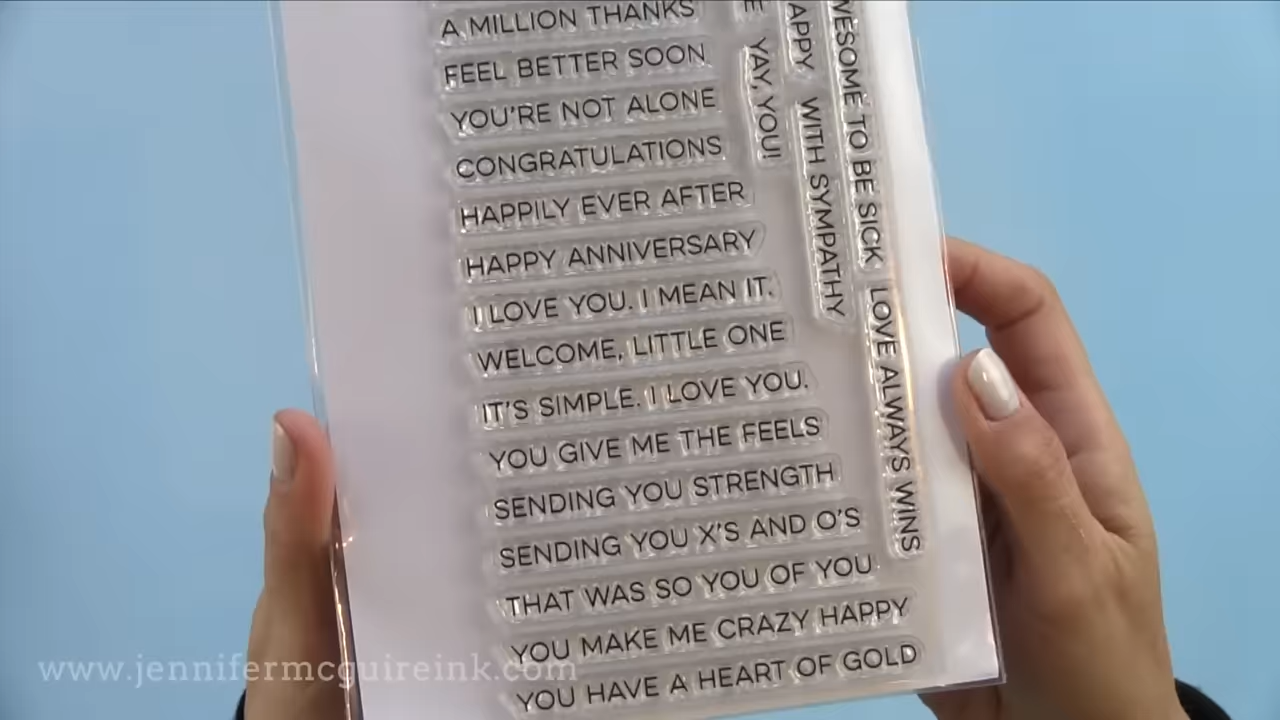 A MILLION THANKS
FEEL BETTER SOON
YOU'RE NOT ALONE
CONGRATULATIONS
HAPPILY EVER AFTER
HAPPY ANNIVERSARY
I LOVE YOU. I MEAN IT.
WELCOME, LITTLE ONE
IT'S SIMPLE. I LOVE YOU.
YOU GIVE ME THE FEELS
SENDING YOU STRENGTH
SENDING YOU X'S AND O'S
THAT WAS SO YOU OF YOU
YOU MAKE ME CRAZY HAPPY
YOU HAVE A HEART OF GOLD
YAY, YOU!
WITH SYMPATHY
TO BE SICK
LOVE ALWAYS WINS
www.jennifermcguireink.com